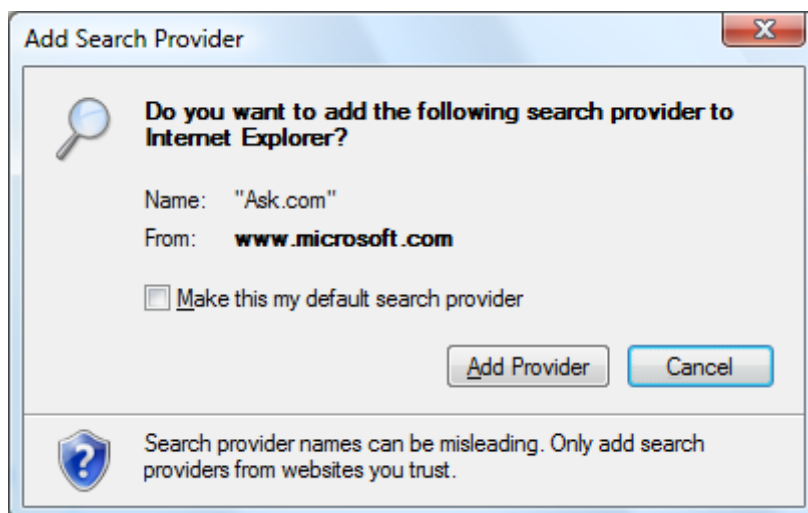 Add Search Provider
Do you want to add the following search provider to
Internet Explorer?
Name: "Ask.com"
From: www.microsoft.com
Make this my default search provider
Add Provider Cancel
Search provider names can be misleading. Only add search
providers from websites you trust.